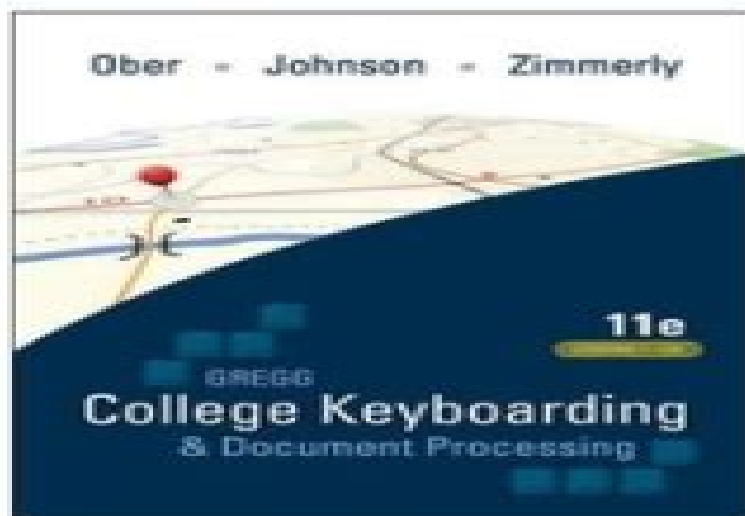 Ober - Johnson - Zimmerly
11e
GREGG
College Keyboarding
& Document Processing